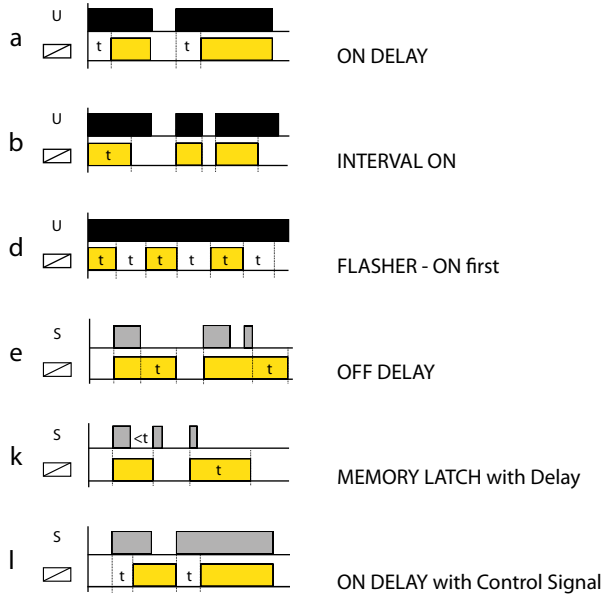 U
a t t ON DELAY
U
b t INTERVAL ON
U
d t t t t t t FLASHER - ON first
S
e t t OFF DELAY
S
<t
k t MEMORY LATCH with Delay
S
l t t ON DELAY with Control Signal